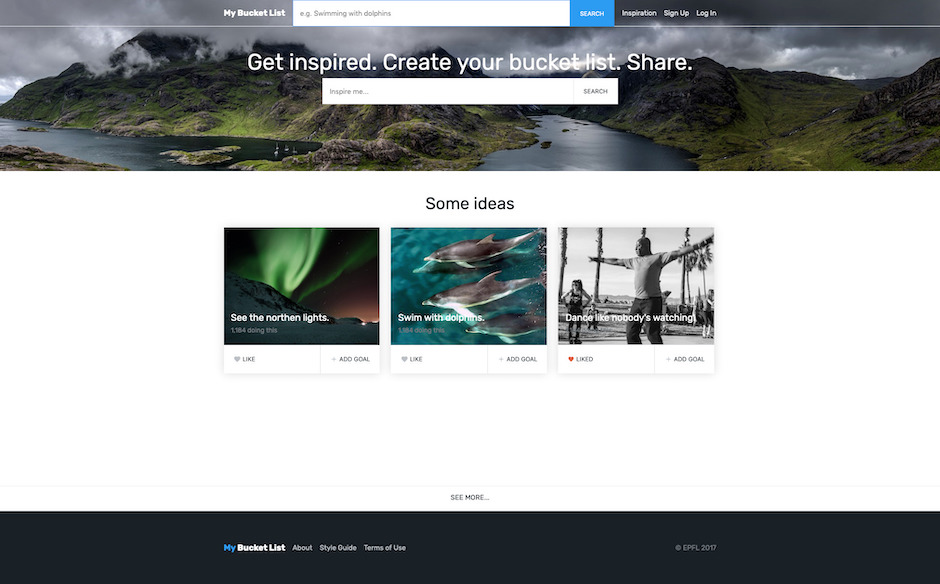 My Bucket List e.g. Swimming with dolphins SEARCH Inspiration Sign Up Log In
Get inspired. Create your bucket list. Share.
Inspire me... SEARCH
Some ideas
See the northen lights.
1,184 doing this
LIKE + ADD GOAL
Swim with dolphins.
1,184 doing this
LIKE + ADD GOAL
Dance like nobody's watching.
LIKED + ADD GOAL
SEE MORE...
My Bucket List About Style Guide Terms of Use © EPFL 2017